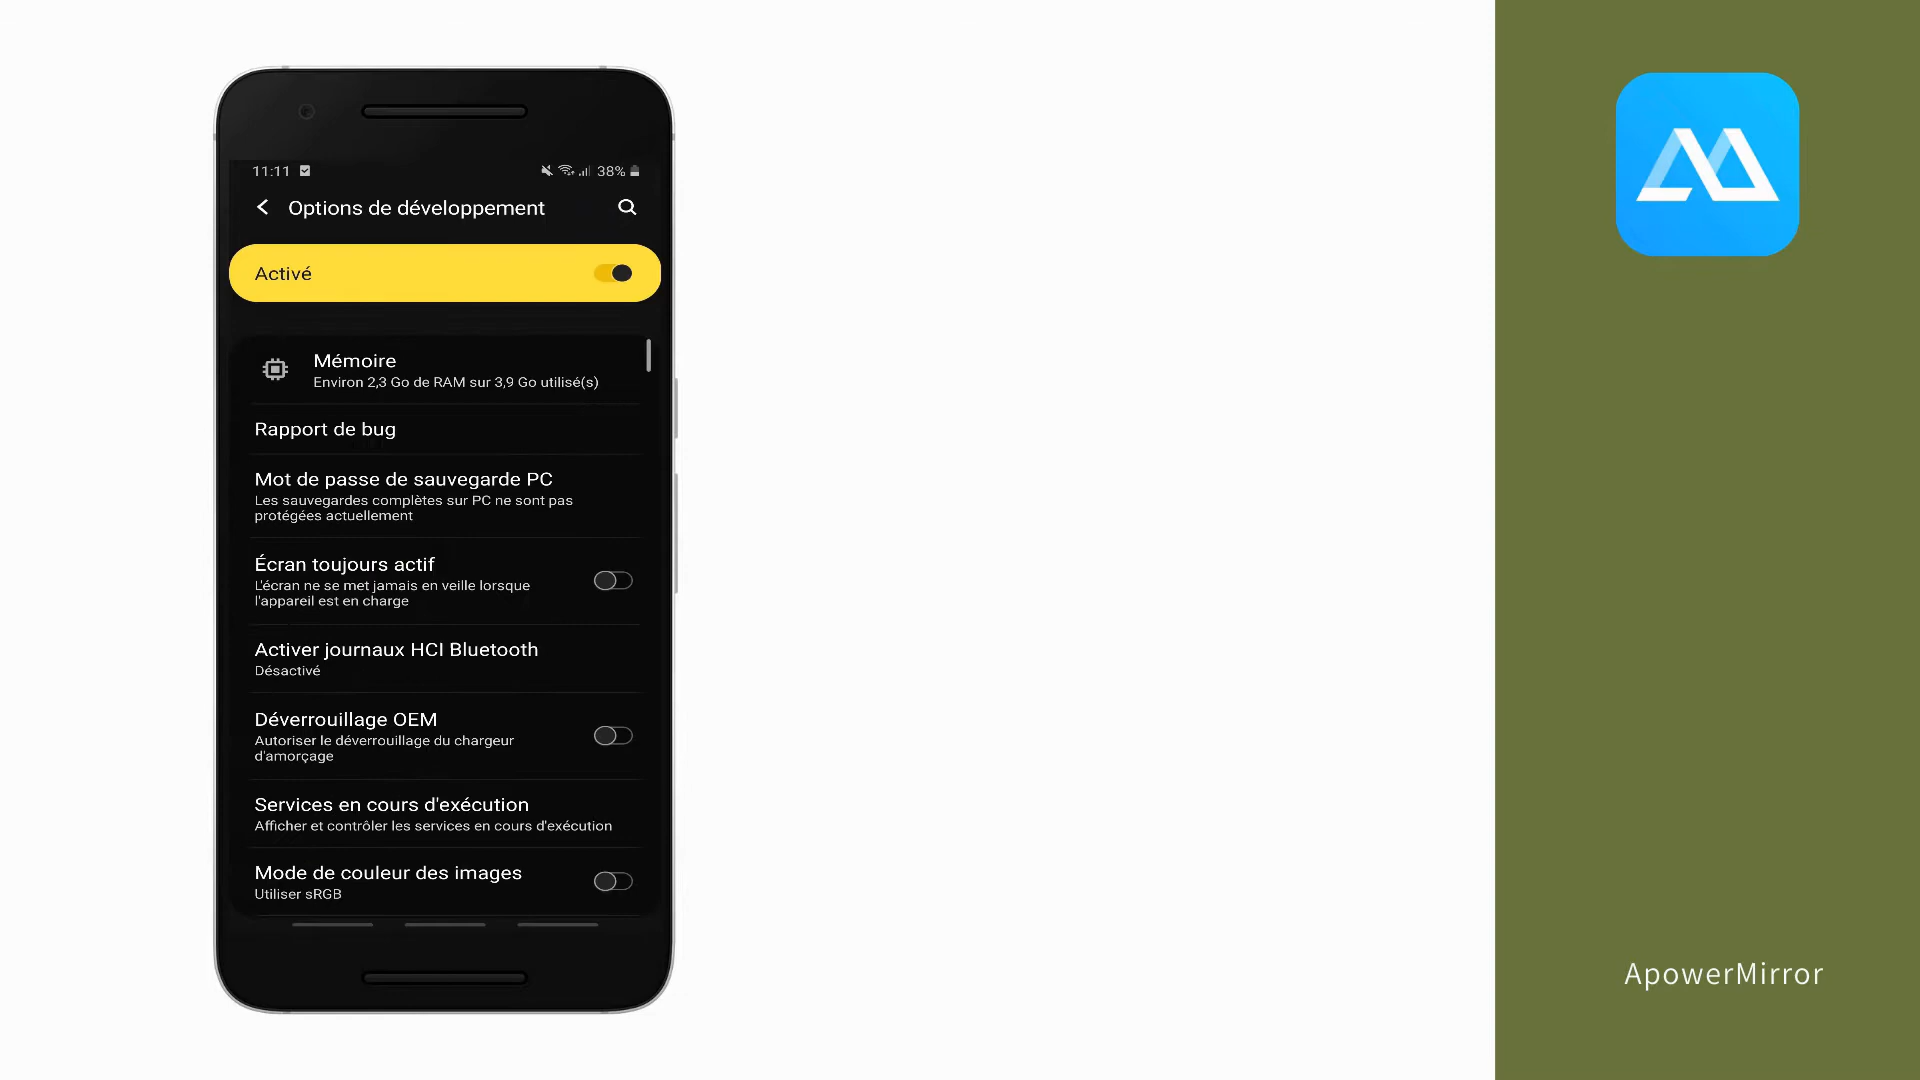 11:11
38%
Options de développement
Activé
Mémoire
Environ 2,3 Go de RAM sur 3,9 Go utilisé(s)
Rapport de bug
Mot de passe de sauvegarde PC
Les sauvegardes complètes sur PC ne sont pas
protégées actuellement
Écran toujours actif
L'écran ne se met jamais en veille lorsque
l'appareil est en charge
Activer journaux HCI Bluetooth
Désactivé
Déverrouillage OEM
Autoriser le déverrouillage du chargeur
d'amorçage
Services en cours d'exécution
Afficher et contrôler les services en cours d'exécution
Mode de couleur des images
Utiliser sRGB
ApowerMirror